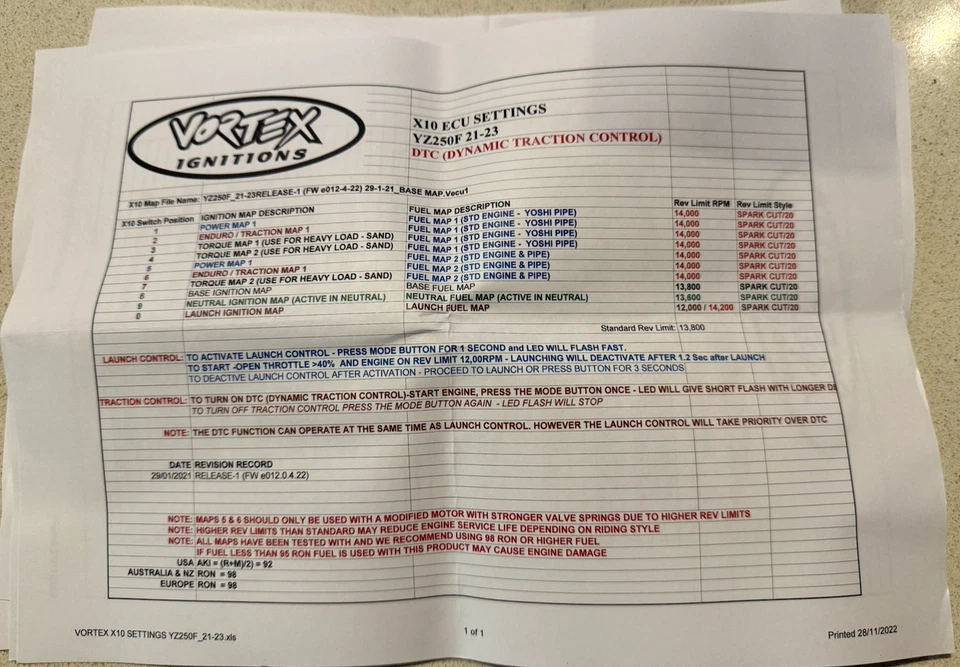 VORTEX
IGNITIONS
X10 ECU SETTINGS
YZ250F 21-23
DTC (DYNAMIC TRACTION CONTROL)
X10 Map File Name: YZ250F_21-23RELEASE-1 (FW e012-4-22) 29-1-21_BASE MAP.Vecu1
X10 Switch Position IGNITION MAP DESCRIPTION FUEL MAP DESCRIPTION Rev Limit RPM Rev Limit Style
1 POWER MAP 1 FUEL MAP 1 (STD ENGINE - YOSHI PIPE) 14,000 SPARK CUT/20
2 ENDURO / TRACTION MAP 1 FUEL MAP 1 (STD ENGINE - YOSHI PIPE) 14,000 SPARK CUT/20
3 TORQUE MAP 1 (USE FOR HEAVY LOAD - SAND) FUEL MAP 1 (STD ENGINE - YOSHI PIPE) 14,000 SPARK CUT/20
4 TORQUE MAP 2 (USE FOR HEAVY LOAD - SAND) FUEL MAP 1 (STD ENGINE - YOSHI PIPE) 14,000 SPARK CUT/20
5 POWER MAP 1 FUEL MAP 2 (STD ENGINE & PIPE) 14,000 SPARK CUT/20
6 ENDURO / TRACTION MAP 1 FUEL MAP 2 (STD ENGINE & PIPE) 14,000 SPARK CUT/20
7 TORQUE MAP 2 (USE FOR HEAVY LOAD - SAND) FUEL MAP 2 (STD ENGINE & PIPE) 14,000 SPARK CUT/20
8 BASE IGNITION MAP BASE FUEL MAP 13,800 SPARK CUT/20
9 NEUTRAL IGNITION MAP (ACTIVE IN NEUTRAL) NEUTRAL FUEL MAP (ACTIVE IN NEUTRAL) 13,600 SPARK CUT/20
0 LAUNCH IGNITION MAP LAUNCH FUEL MAP 12,000 / 14,200 SPARK CUT/20
Standard Rev Limit: 13,800
LAUNCH CONTROL: TO ACTIVATE LAUNCH CONTROL - PRESS MODE BUTTON FOR 1 SECOND and LED WILL FLASH FAST.
TO START -OPEN THROTTLE >40% AND ENGINE ON REV LIMIT 12,00RPM - LAUNCHING WILL DEACTIVATE AFTER 1.2 Sec after LAUNCH
TO DEACTIVE LAUNCH CONTROL AFTER ACTIVATION - PROCEED TO LAUNCH OR PRESS BUTTON FOR 3 SECONDS
TRACTION CONTROL: TO TURN ON DTC (DYNAMIC TRACTION CONTROL)-START ENGINE, PRESS THE MODE BUTTON ONCE - LED WILL GIVE SHORT FLASH WITH LONGER
TO TURN OFF TRACTION CONTROL PRESS THE MODE BUTTON AGAIN - LED FLASH WILL STOP
NOTE: THE DTC FUNCTION CAN OPERATE AT THE SAME TIME AS LAUNCH CONTROL. HOWEVER THE LAUNCH CONTROL WILL TAKE PRIORITY OVER DTC
DATE REVISION RECORD
29/01/2021 RELEASE-1 (FW e012.0.4.22)
NOTE: MAPS 5 & 6 SHOULD ONLY BE USED WITH A MODIFIED MOTOR WITH STRONGER VALVE SPRINGS DUE TO HIGHER REV LIMITS
NOTE: HIGHER REV LIMITS THAN STANDARD MAY REDUCE ENGINE SERVICE LIFE DEPENDING ON RIDING STYLE
NOTE: ALL MAPS HAVE BEEN TESTED WITH AND WE RECOMMEND USING 98 RON OR HIGHER FUEL
IF FUEL LESS THAN 95 RON FUEL IS USED WITH THIS PRODUCT MAY CAUSE ENGINE DAMAGE
USA AKI = (R+M)/2) = 92
AUSTRALIA & NZ RON = 98
EUROPE RON = 98
VORTEX X10 SETTINGS YZ250F_21-23.xls
1 of 1
Printed 28/11/2022